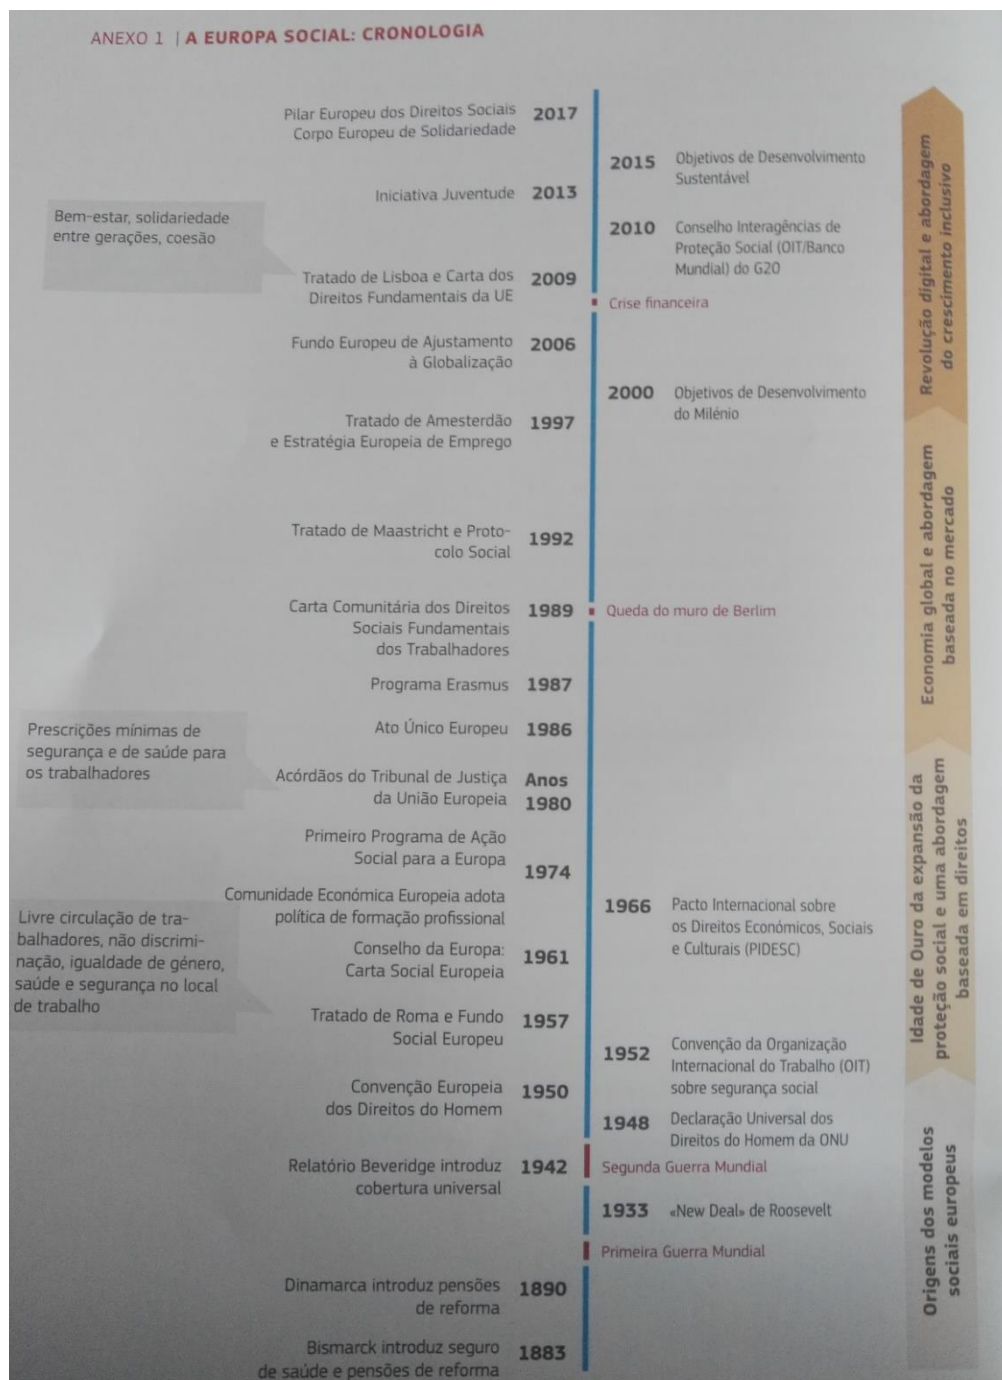 ANEXO 1 | A EUROPA SOCIAL: CRONOLOGIA
Pilar Europeu dos Direitos Sociais
Corpo Europeu de Solidariedade
2017
2015
Objetivos de Desenvolvimento
Sustentável
Iniciativa Juventude
2013
Bem-estar, solidariedade
entre gerações, coesão
2010
Conselho Interagências de
Proteção Social (OIT/Banco
Mundial) do G20
Tratado de Lisboa e Carta dos
Direitos Fundamentais da UE
2009
Crise financeira
Fundo Europeu de Ajustamento
à Globalização
2006
2000
Objetivos de Desenvolvimento
do Milénio
Tratado de Amesterdão
e Estratégia Europeia de Emprego
1997
Tratado de Maastricht e Proto-
colo Social
1992
Carta Comunitária dos Direitos
Sociais Fundamentais
dos Trabalhadores
1989
Queda do muro de Berlim
Programa Erasmus
1987
Ato Único Europeu
1986
Prescrições mínimas de
segurança e de saúde para
os trabalhadores
Acórdãos do Tribunal de Justiça
da União Europeia
Anos
1980
Primeiro Programa de Ação
Social para a Europa
1974
Comunidade Económica Europeia adota
política de formação profissional
1966
Pacto Internacional sobre
os Direitos Económicos, Sociais
e Culturais (PIDESC)
Livre circulação de tra-
balhadores, não discrimi-
nação, igualdade de género,
saúde e segurança no local
de trabalho
Conselho da Europa:
Carta Social Europeia
1961
Tratado de Roma e Fundo
Social Europeu
1957
1952
Convenção da Organização
Internacional do Trabalho (OIT)
sobre segurança social
Convenção Europeia
dos Direitos do Homem
1950
1948
Declaração Universal dos
Direitos do Homem da ONU
Relatório Beveridge introduz
cobertura universal
1942
Segunda Guerra Mundial
1933
«New Deal» de Roosevelt
Primeira Guerra Mundial
Dinamarca introduz pensões
de reforma
1890
Bismarck introduz seguro
de saúde e pensões de reforma
1883
Revolução digital e abordagem
do crescimento inclusivo
Economia global e abordagem
baseada no mercado
Idade de Ouro da expansão da
proteção social e uma abordagem
baseada em direitos
Origens dos modelos
sociais europeus